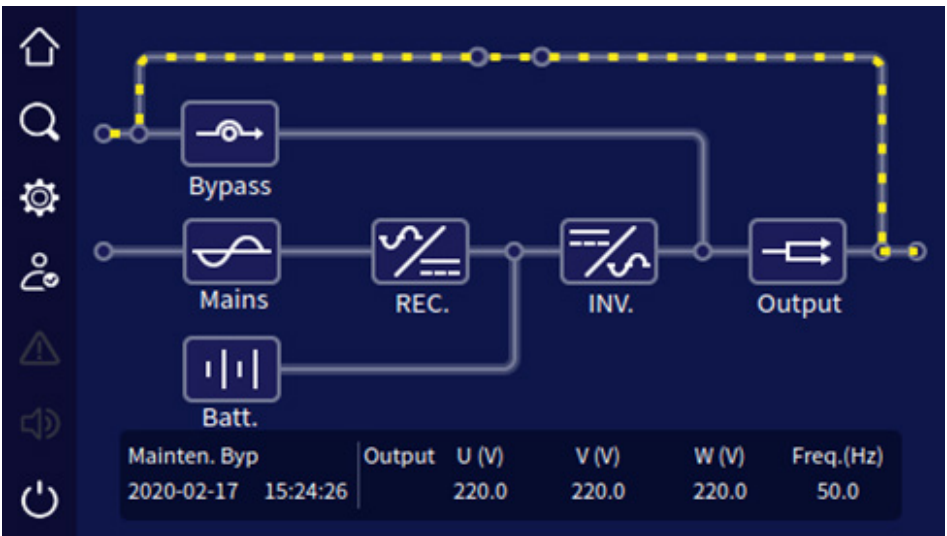 Bypass
Mains
REC.
INV.
Output
Batt.
Mainten. Byp
2020-02-17 15:24:26
Output U (V) V (V) W (V) Freq.(Hz)
220.0 220.0 220.0 50.0